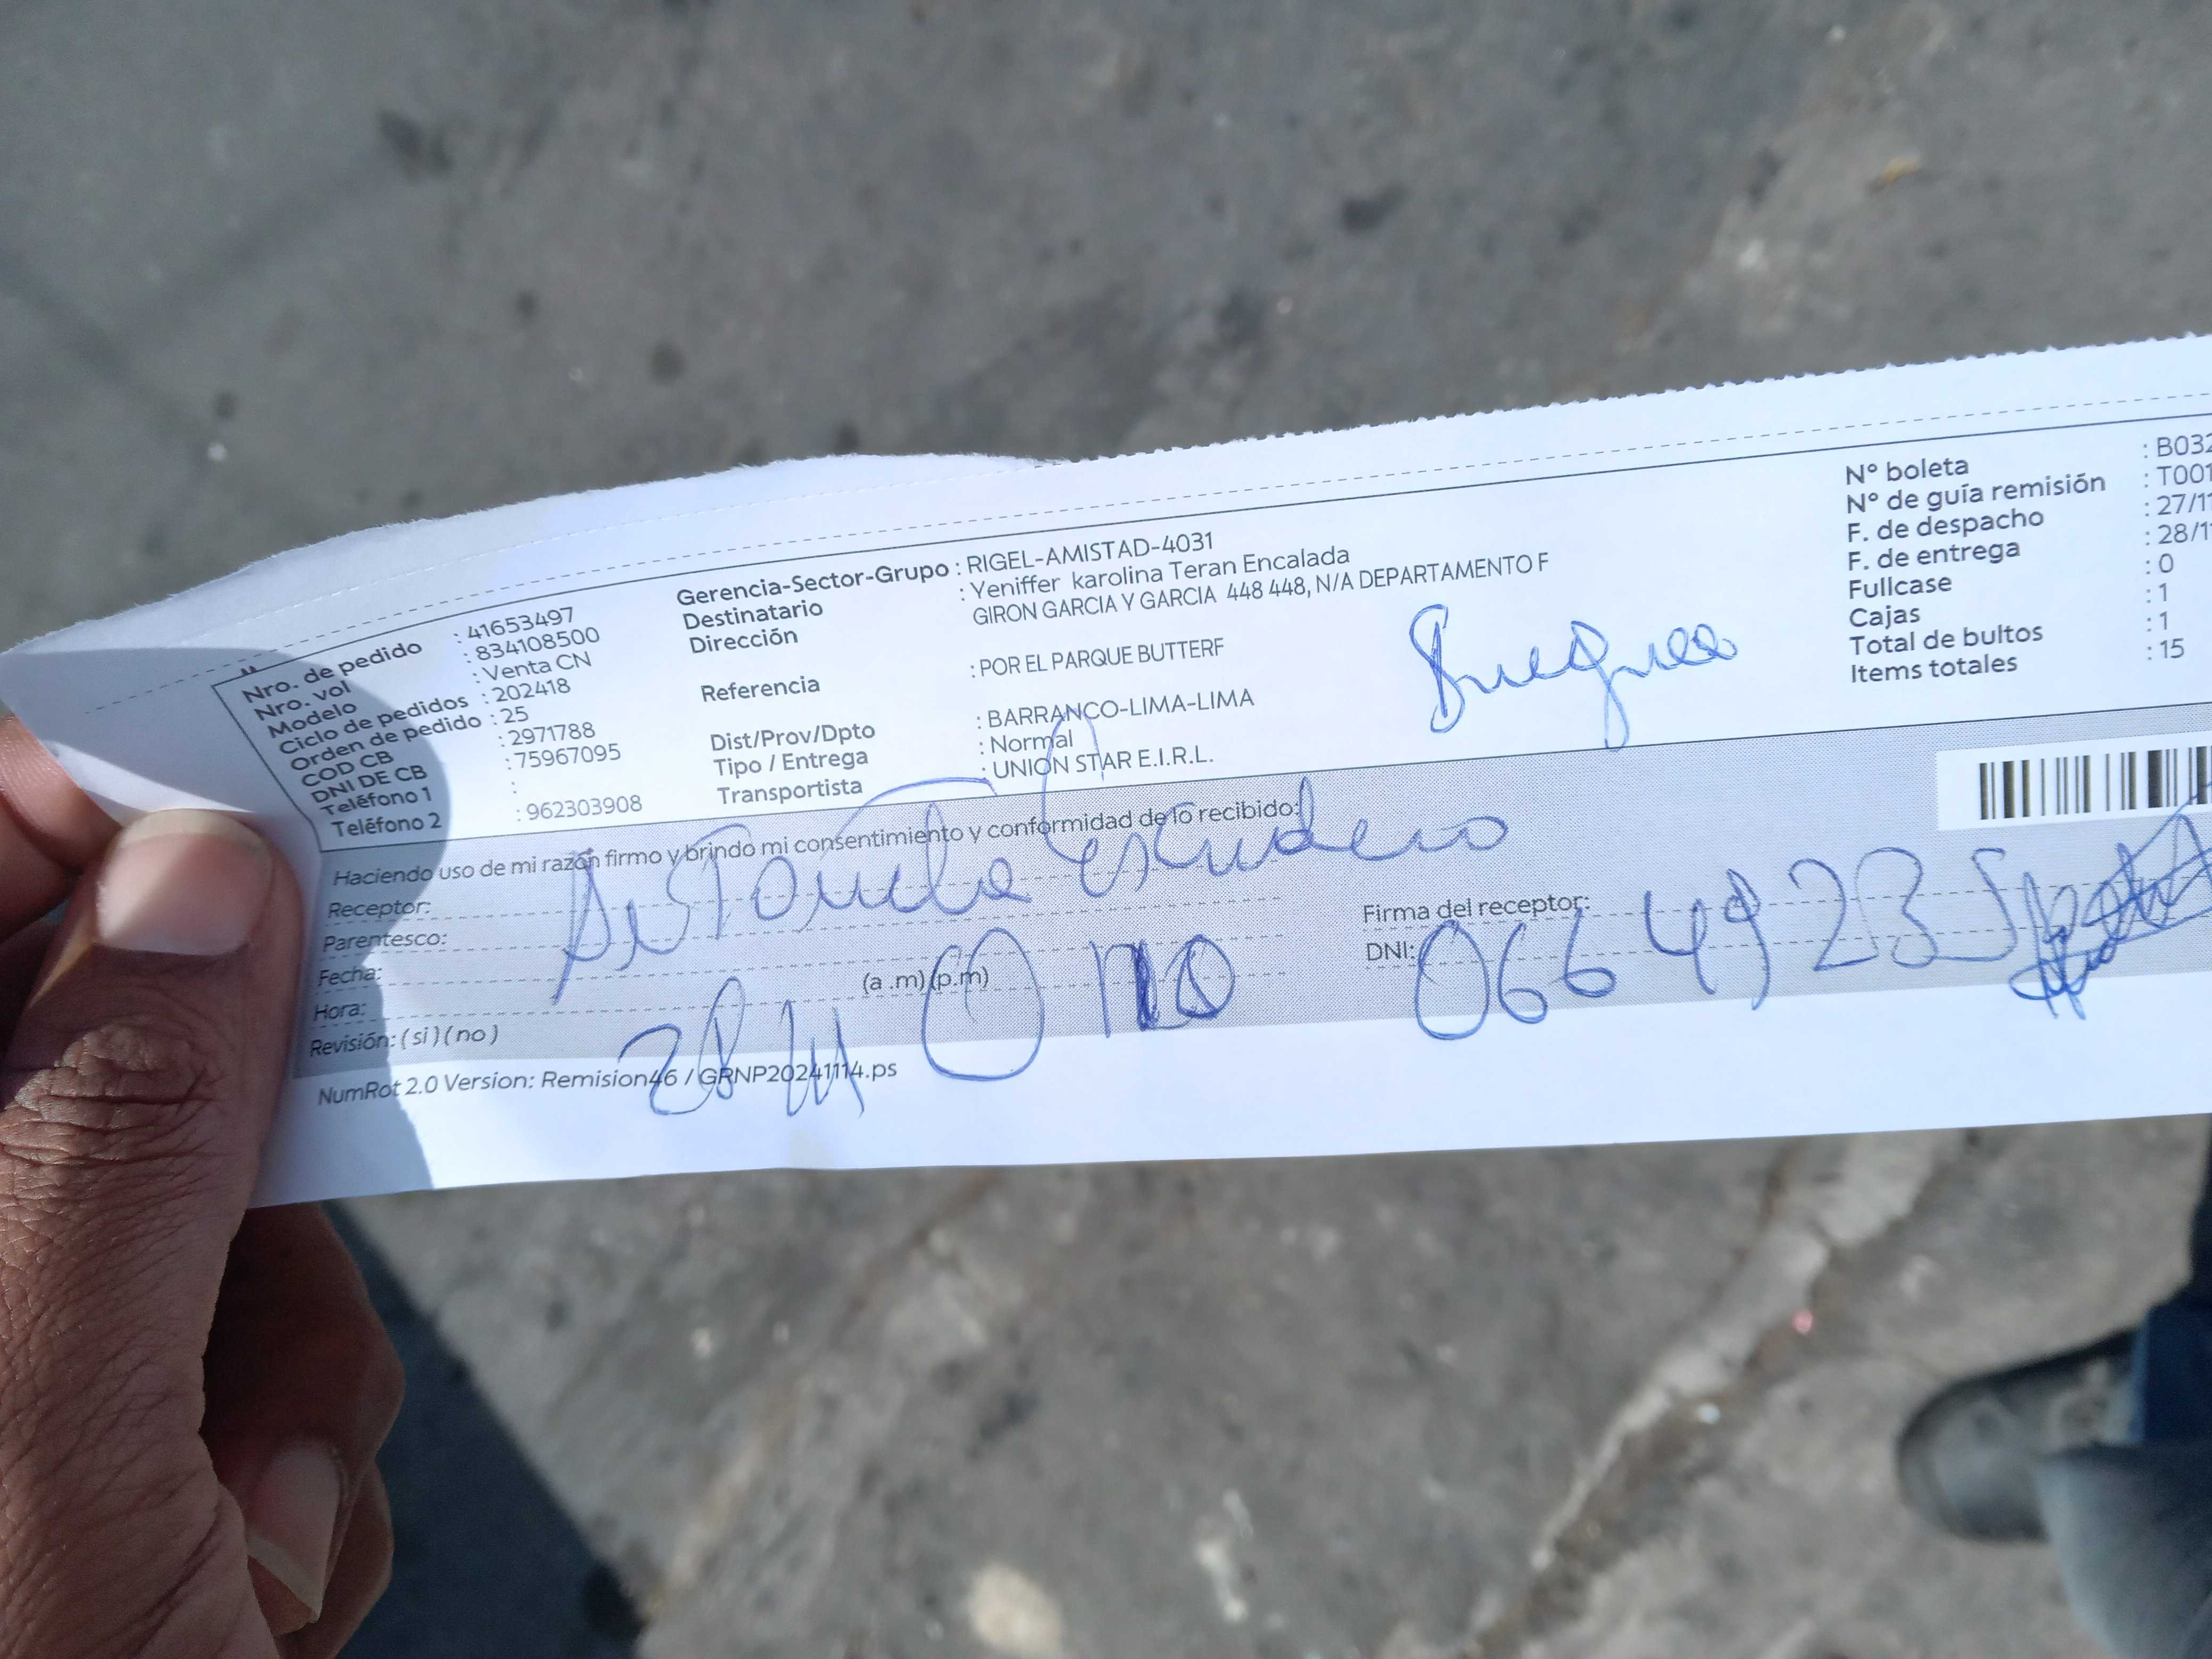 Nro. de pedido : 41653497
Nro. vol : 834108500
Modelo : Venta CN
Ciclo de pedidos : 202418
Orden de pedido : 25
COD CB : 2971788
DNI DE CB : 75967095
Teléfono 1 :
Teléfono 2 : 962303908
Gerencia-Sector-Grupo : RIGEL-AMISTAD-4031
Destinatario : Yeniffer karolina Teran Encalada
Dirección GIRON GARCIA Y GARCIA 448 448, N/A DEPARTAMENTO F
Referencia : POR EL PARQUE BUTTERF
Dist/Prov/Dpto : BARRANCO-LIMA-LIMA
Tipo / Entrega : Normal
Transportista : UNION STAR E.I.R.L.
N° boleta : B032
N° de guía remisión : T001
F. de despacho : 27/11
F. de entrega : 28/1
Fullcase : 0
Cajas : 1
Total de bultos : 1
Items totales : 15
Haciendo uso de mi razón firmo y brindo mi consentimiento y conformidad de lo recibido:
Receptor: Escudero
Parentesco:
Fecha: 28 11
Hora: (a .m) (p.m)
Revisión: ( si ) ( no )
Firma del receptor:
DNI: 06649235
NumRot 2.0 Version: Remision46 / GRNP20241114.ps